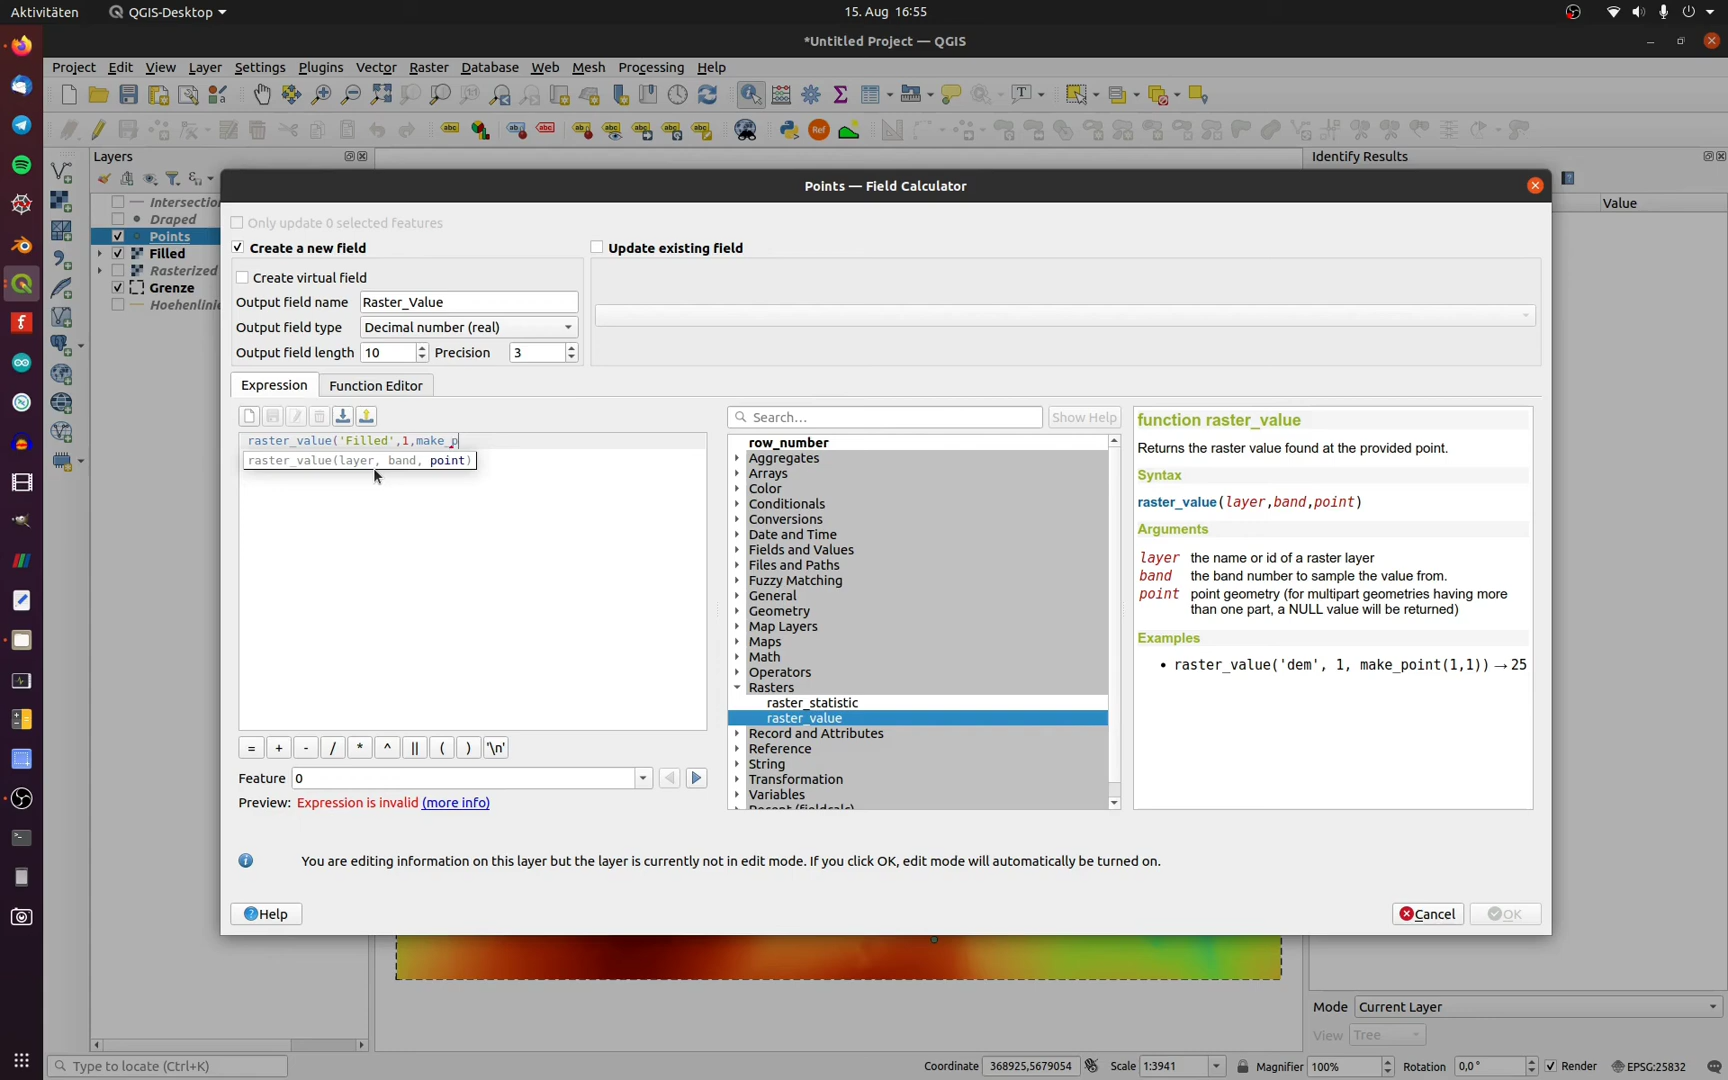 Aktivitäten QGIS-Desktop 15. Aug 16:55
*Untitled Project — QGIS
Project Edit View Layer Settings Plugins Vector Raster Database Web Mesh Processing Help
Layers Identify Results
Intersection
Draped
Points
Filled
Rasterized
Grenze
Hoehenlinie
Value
Points — Field Calculator
Only update 0 selected features
Create a new field Update existing field
Create virtual field
Output field name Raster_Value
Output field type Decimal number (real)
Output field length 10 Precision 3
Expression Function Editor
Search... Show Help
raster_value('Filled',1,make_p
raster_value(layer, band, point)
row_number
Aggregates
Arrays
Color
Conditionals
Conversions
Date and Time
Fields and Values
Files and Paths
Fuzzy Matching
General
Geometry
Map Layers
Maps
Math
Operators
Rasters
raster_statistic
raster_value
Record and Attributes
Reference
String
Transformation
Variables
Recent (fieldcalc)
function raster_value
Returns the raster value found at the provided point.
Syntax
raster_value(layer,band,point)
Arguments
layer the name or id of a raster layer
band the band number to sample the value from.
point point geometry (for multipart geometries having more
than one part, a NULL value will be returned)
Examples
• raster_value('dem', 1, make_point(1,1)) → 25
= + - / * ^ || ( ) '\n'
Feature 0
Preview: Expression is invalid (more info)
You are editing information on this layer but the layer is currently not in edit mode. If you click OK, edit mode will automatically be turned on.
Help Cancel OK
Mode Current Layer
View Tree
Type to locate (Ctrl+K) Coordinate 368925,5679054 Scale 1:3941 Magnifier 100% Rotation 0,0° Render EPSG:25832